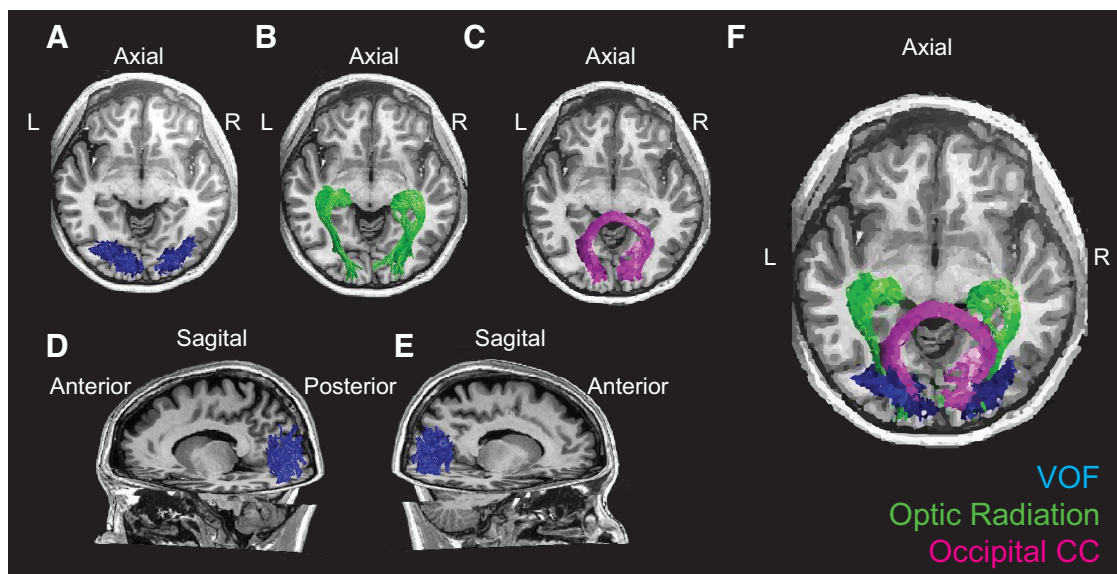 A
Axial
L
R
B
Axial
L
R
C
Axial
L
R
D
Sagital
Anterior
Posterior
E
Sagital
Anterior
F
Axial
L
R
VOF
Optic Radiation
Occipital CC